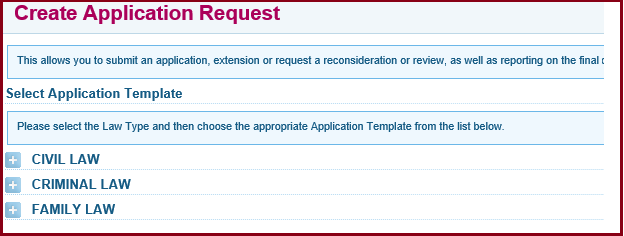 Create Application Request
This allows you to submit an application, extension or request a reconsideration or review, as well as reporting on the final
Select Application Template
Please select the Law Type and then choose the appropriate Application Template from the list below.
CIVIL LAW
CRIMINAL LAW
FAMILY LAW